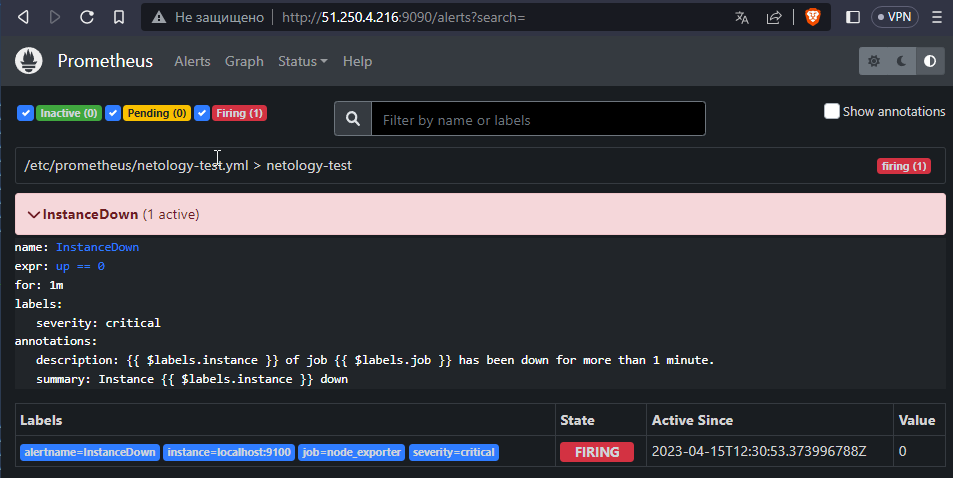 Не защищено http://51.250.4.216:9090/alerts?search= VPN
Prometheus Alerts Graph Status Help
Inactive (0) Pending (0) Firing (1) Filter by name or labels Show annotations
/etc/prometheus/netology-test.yml > netology-test firing (1)
InstanceDown (1 active)
name: InstanceDown
expr: up == 0
for: 1m
labels:
severity: critical
annotations:
description: {{ $labels.instance }} of job {{ $labels.job }} has been down for more than 1 minute.
summary: Instance {{ $labels.instance }} down
Labels State Active Since Value
alertname=InstanceDown instance=localhost:9100 job=node_exporter severity=critical FIRING 2023-04-15T12:30:53.373996788Z 0